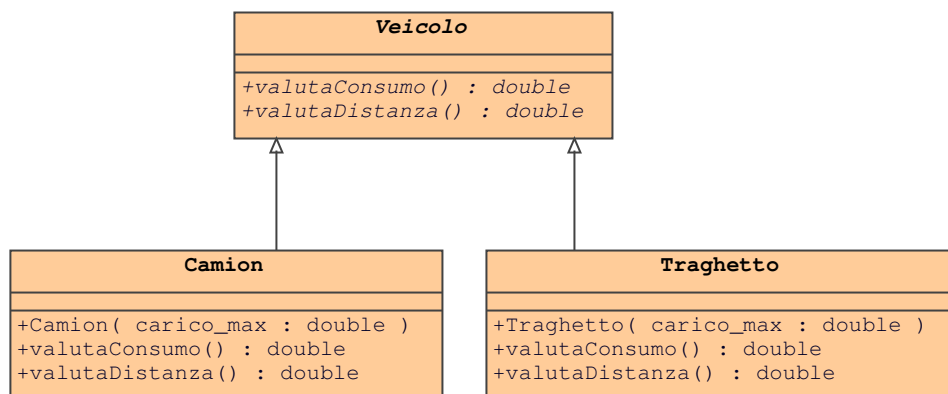 Veicolo
+valutaConsumo() : double
+valutaDistanza() : double
Camion
+Camion( carico_max : double )
+valutaConsumo() : double
+valutaDistanza() : double
Traghetto
+Traghetto( carico_max : double )
+valutaConsumo() : double
+valutaDistanza() : double